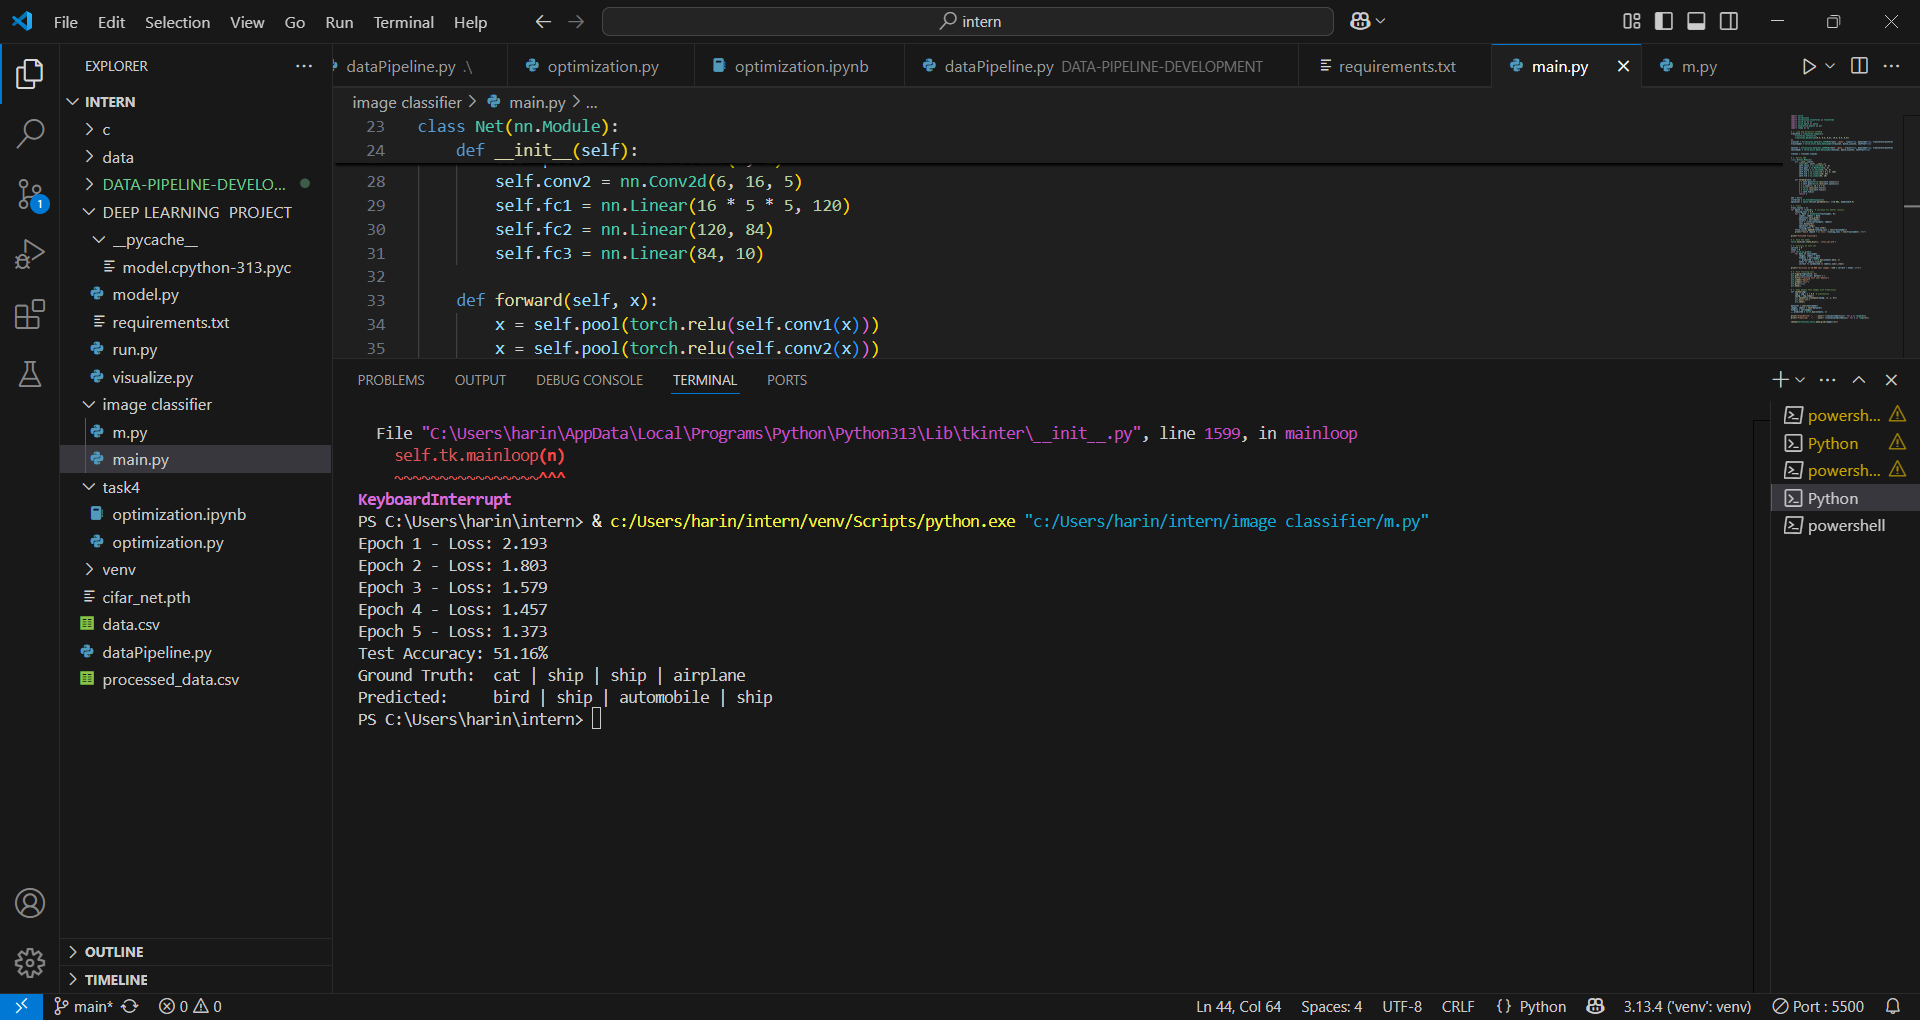 File Edit Selection View Go Run Terminal Help
intern
EXPLORER
INTERN
c
data
DATA-PIPELINE-DEVELO...
DEEP LEARNING PROJECT
__pycache__
model.cpython-313.pyc
model.py
requirements.txt
run.py
visualize.py
image classifier
m.py
main.py
task4
optimization.ipynb
optimization.py
venv
cifar_net.pth
data.csv
dataPipeline.py
processed_data.csv
OUTLINE
TIMELINE
dataPipeline.py .\ optimization.py optimization.ipynb dataPipeline.py DATA-PIPELINE-DEVELOPMENT requirements.txt main.py m.py
image classifier > main.py > ...
23 class Net(nn.Module):
24 def __init__(self):
28 self.conv2 = nn.Conv2d(6, 16, 5)
29 self.fc1 = nn.Linear(16 * 5 * 5, 120)
30 self.fc2 = nn.Linear(120, 84)
31 self.fc3 = nn.Linear(84, 10)
32
33 def forward(self, x):
34 x = self.pool(torch.relu(self.conv1(x)))
35 x = self.pool(torch.relu(self.conv2(x)))
PROBLEMS OUTPUT DEBUG CONSOLE TERMINAL PORTS
File "C:\Users\harin\AppData\Local\Programs\Python\Python313\Lib\tkinter\__init__.py", line 1599, in mainloop
self.tk.mainloop(n)
~~~~~~~~~~~~~~~~^^^
KeyboardInterrupt
PS C:\Users\harin\intern> & c:/Users/harin/intern/venv/Scripts/python.exe "c:/Users/harin/intern/image classifier/m.py"
Epoch 1 - Loss: 2.193
Epoch 2 - Loss: 1.803
Epoch 3 - Loss: 1.579
Epoch 4 - Loss: 1.457
Epoch 5 - Loss: 1.373
Test Accuracy: 51.16%
Ground Truth: cat | ship | ship | airplane
Predicted: bird | ship | automobile | ship
PS C:\Users\harin\intern>
powersh...
Python
powersh...
Python
powershell
1
main* 0 0 Ln 44, Col 64 Spaces: 4 UTF-8 CRLF {} Python 3.13.4 ('venv': venv) Port : 5500